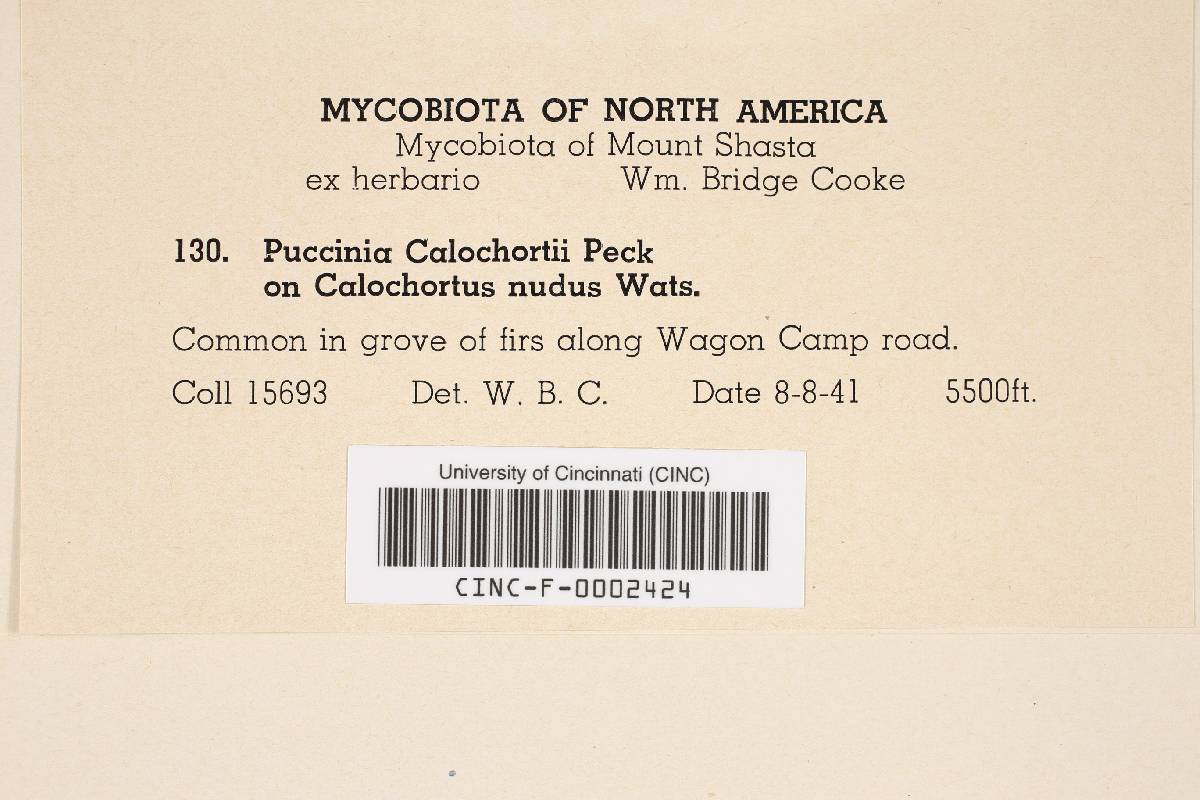 MYCOBIOTA OF NORTH AMERICA
Mycobiota of Mount Shasta
ex herbario Wm. Bridge Cooke
130. Puccinia Calochortii Peck
on Calochortus nudus Wats.
Common in grove of firs along Wagon Camp road.
Coll 15693 Det. W. B. C. Date 8-8-41 5500ft.
University of Cincinnati (CINC)
CINC-F-0002424